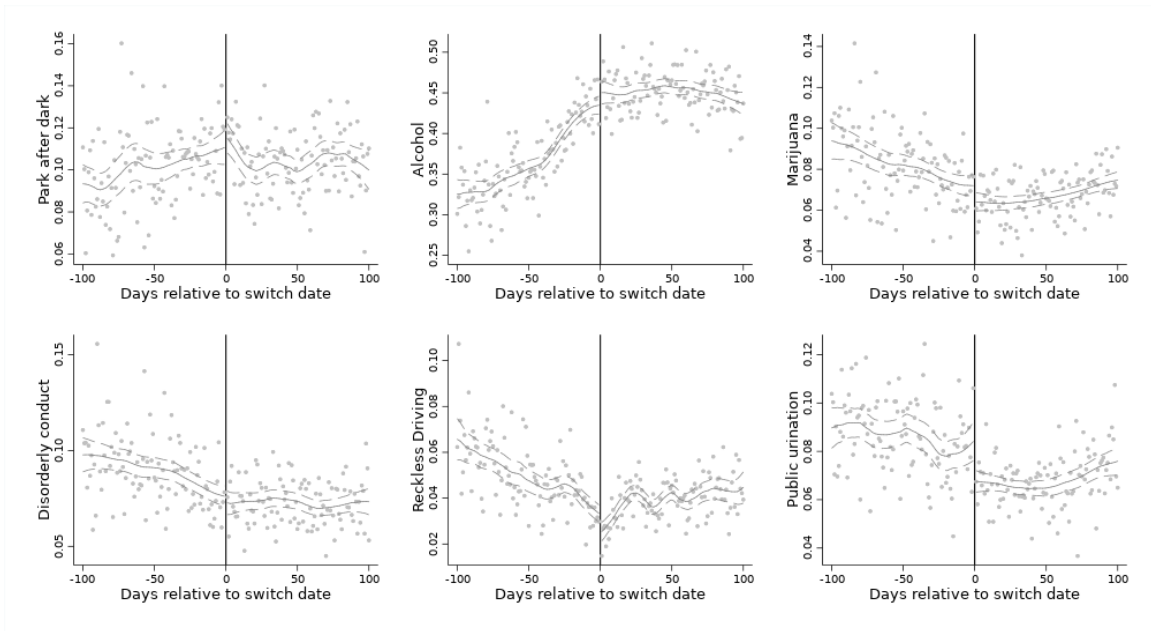 Park after dark
0.16
0.14
0.12
0.10
0.08
0.06
-100 -50 0 50 100
Days relative to switch date
Alcohol
0.50
0.45
0.40
0.35
0.30
0.25
-100 -50 0 50 100
Days relative to switch date
Marijuana
0.14
0.12
0.10
0.08
0.06
0.04
-100 -50 0 50 100
Days relative to switch date
Disorderly conduct
0.15
0.10
0.05
-100 -50 0 50 100
Days relative to switch date
Reckless Driving
0.10
0.08
0.06
0.04
0.02
-100 -50 0 50 100
Days relative to switch date
Public urination
0.12
0.10
0.08
0.06
0.04
-100 -50 0 50 100
Days relative to switch date